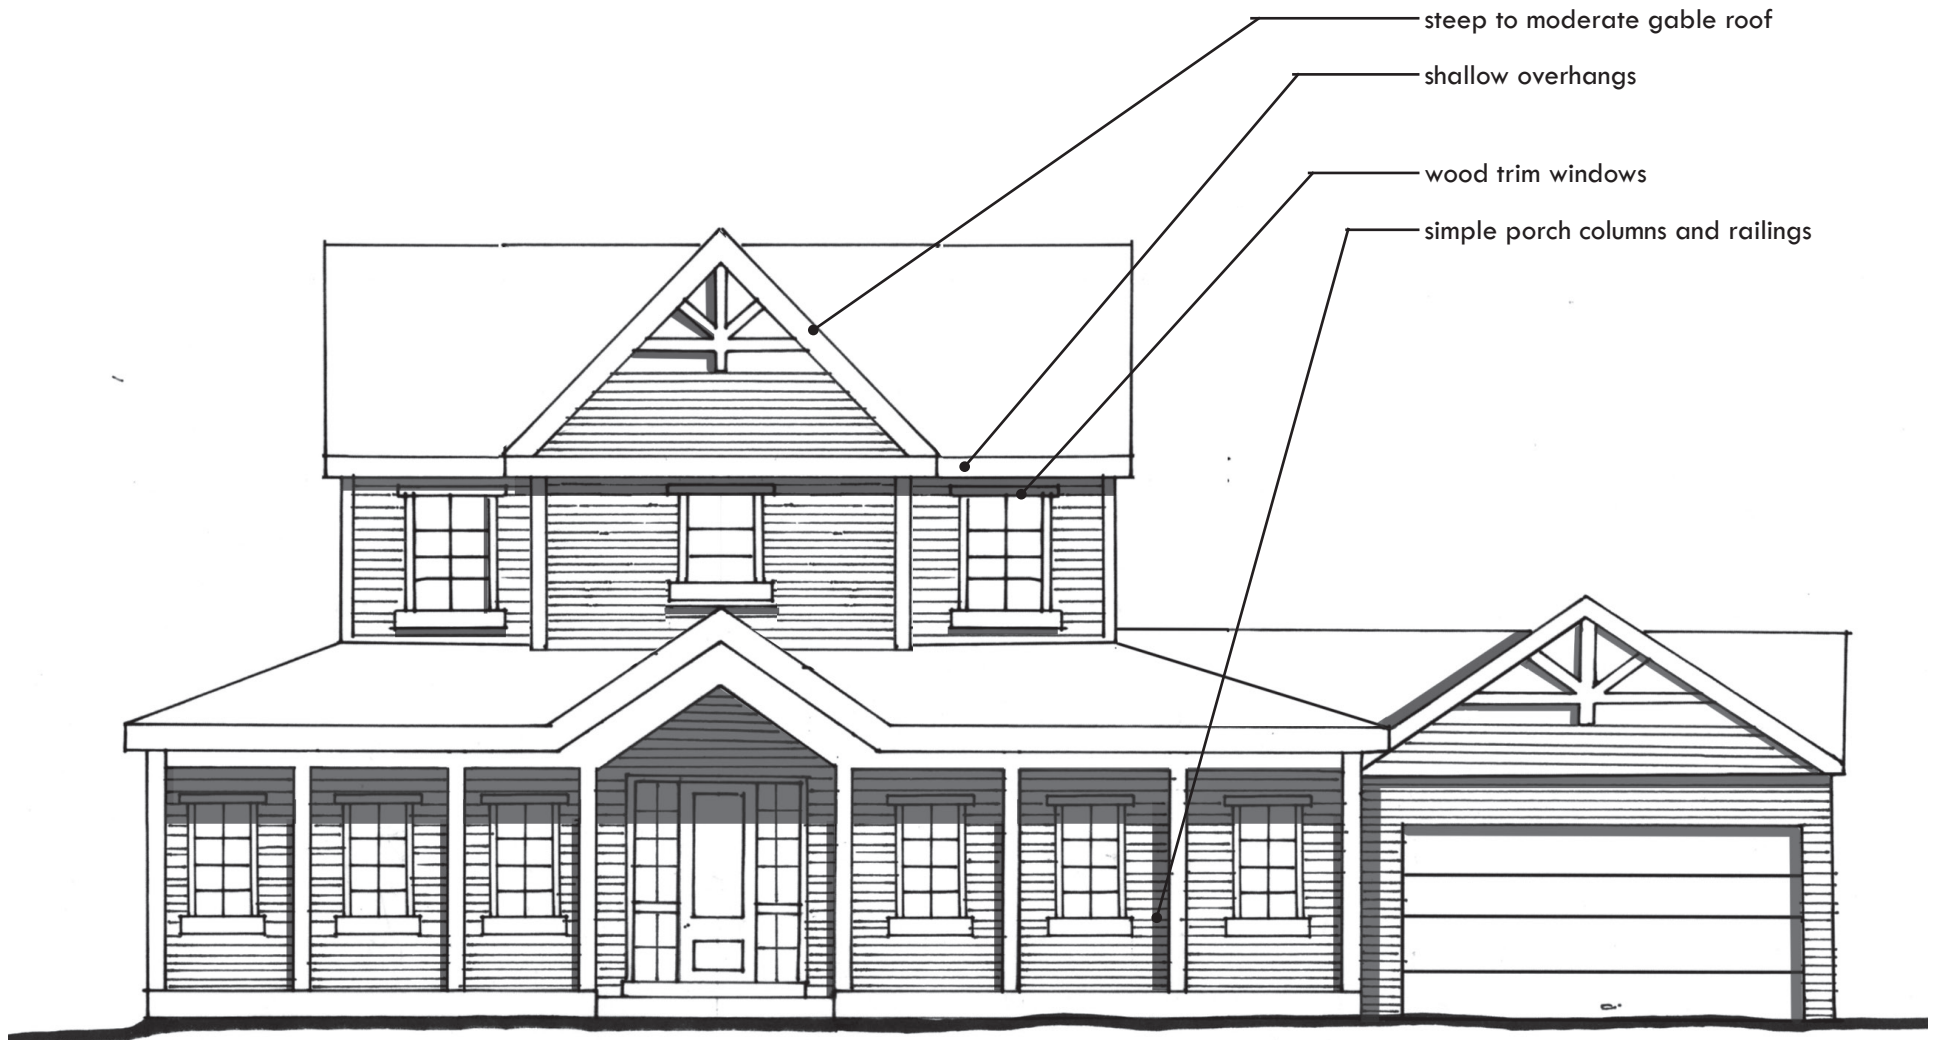 steep to moderate gable roof
shallow overhangs
wood trim windows
simple porch columns and railings